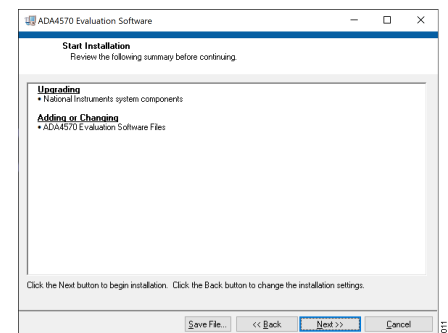 ADA4570 Evaluation Software
Start Installation
Review the following summary before continuing.
Upgrading
• National Instruments system components
Adding or Changing
• ADA4570 Evaluation Software Files
Click the Next button to begin installation. Click the Back button to change the installation settings.
Save File...
<< Back
Next >>
Cancel
011